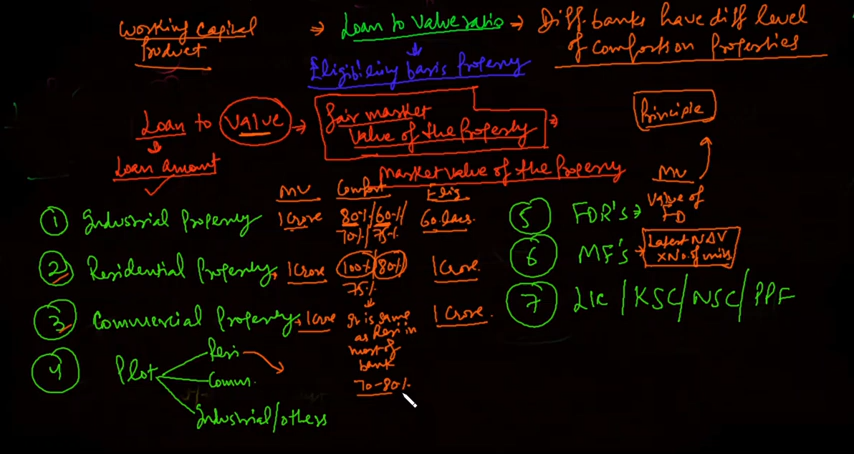 Working Capital Product
→ Loan to Value ratio → Diff. banks have diff level of comfort on Properties
Eligibility basis Property
Loan to Value → fair market Value of the Property →
Loan amount
Principle
Market Value of the Property
MV Comfort Elig
① Industrial Property 1 Crore 80%/60%/ 70%/75% 60 lacs.
② Residential Property → 1 Crore 100% 80% 1 Crore.
75%
③ Commercial Property → 1 Crore 1 Crore.
It is same as Resi in most of bank
70-80%
④ Plot
Resi
Comm.
Industrial/others
MV
⑤ FDR's → Value of FD
⑥ MF's → Latest NAV x No. of units
⑦ LIC / KSC / NSC / PPF